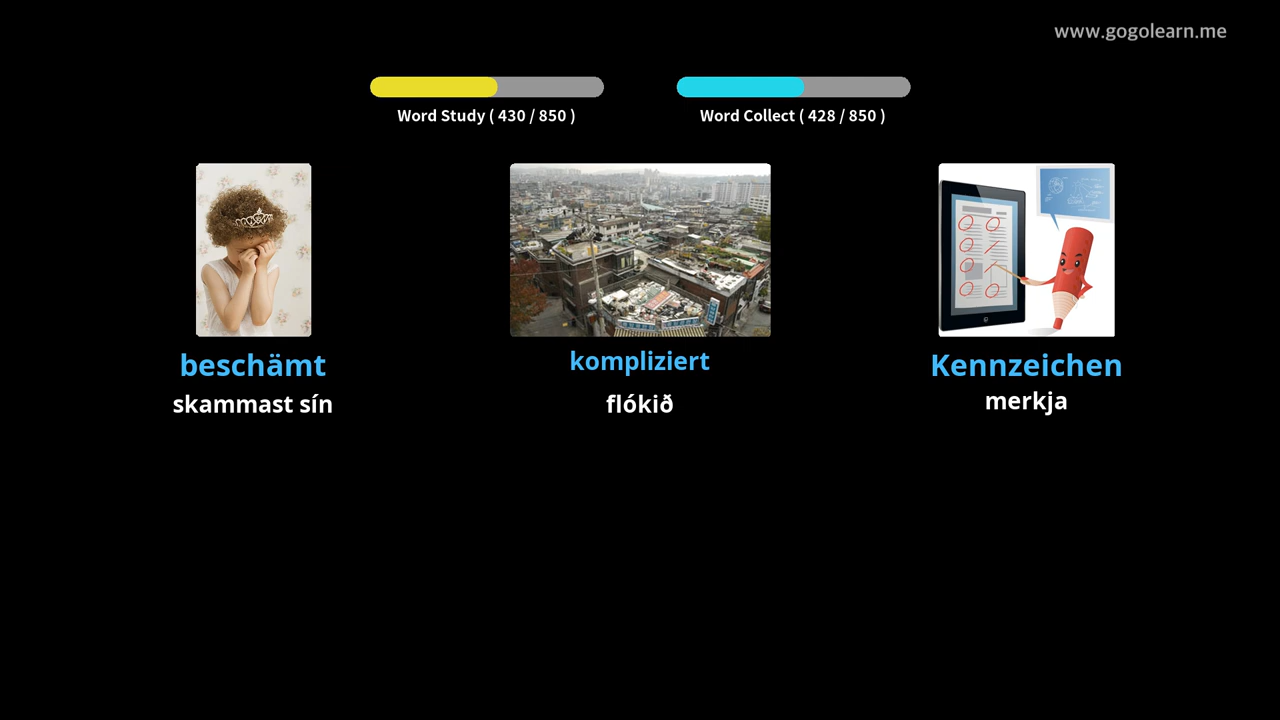 www.gogolearn.me
Word Study ( 430 / 850 )
Word Collect ( 428 / 850 )
beschämt
kompliziert
Kennzeichen
skammast sín
flókið
merkja